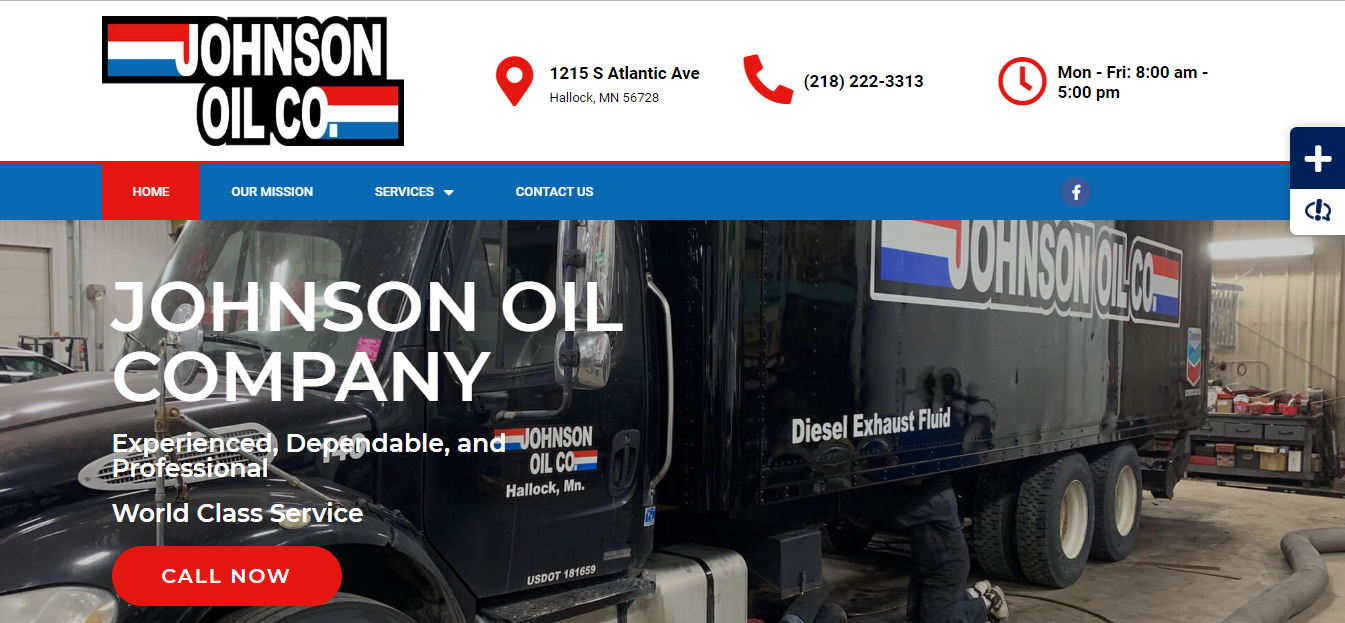 JOHNSON
OIL CO.
1215 S Atlantic Ave
Hallock, MN 56728
(218) 222-3313
Mon - Fri: 8:00 am -
5:00 pm
HOME
OUR MISSION
SERVICES
CONTACT US
JOHNSON OIL CO.
JOHNSON OIL
COMPANY
Experienced, Dependable, and
Professional
World Class Service
CALL NOW
140
JOHNSON
OIL CO.
Hallock, Mn.
USDOT 181659
Diesel Exhaust Fluid